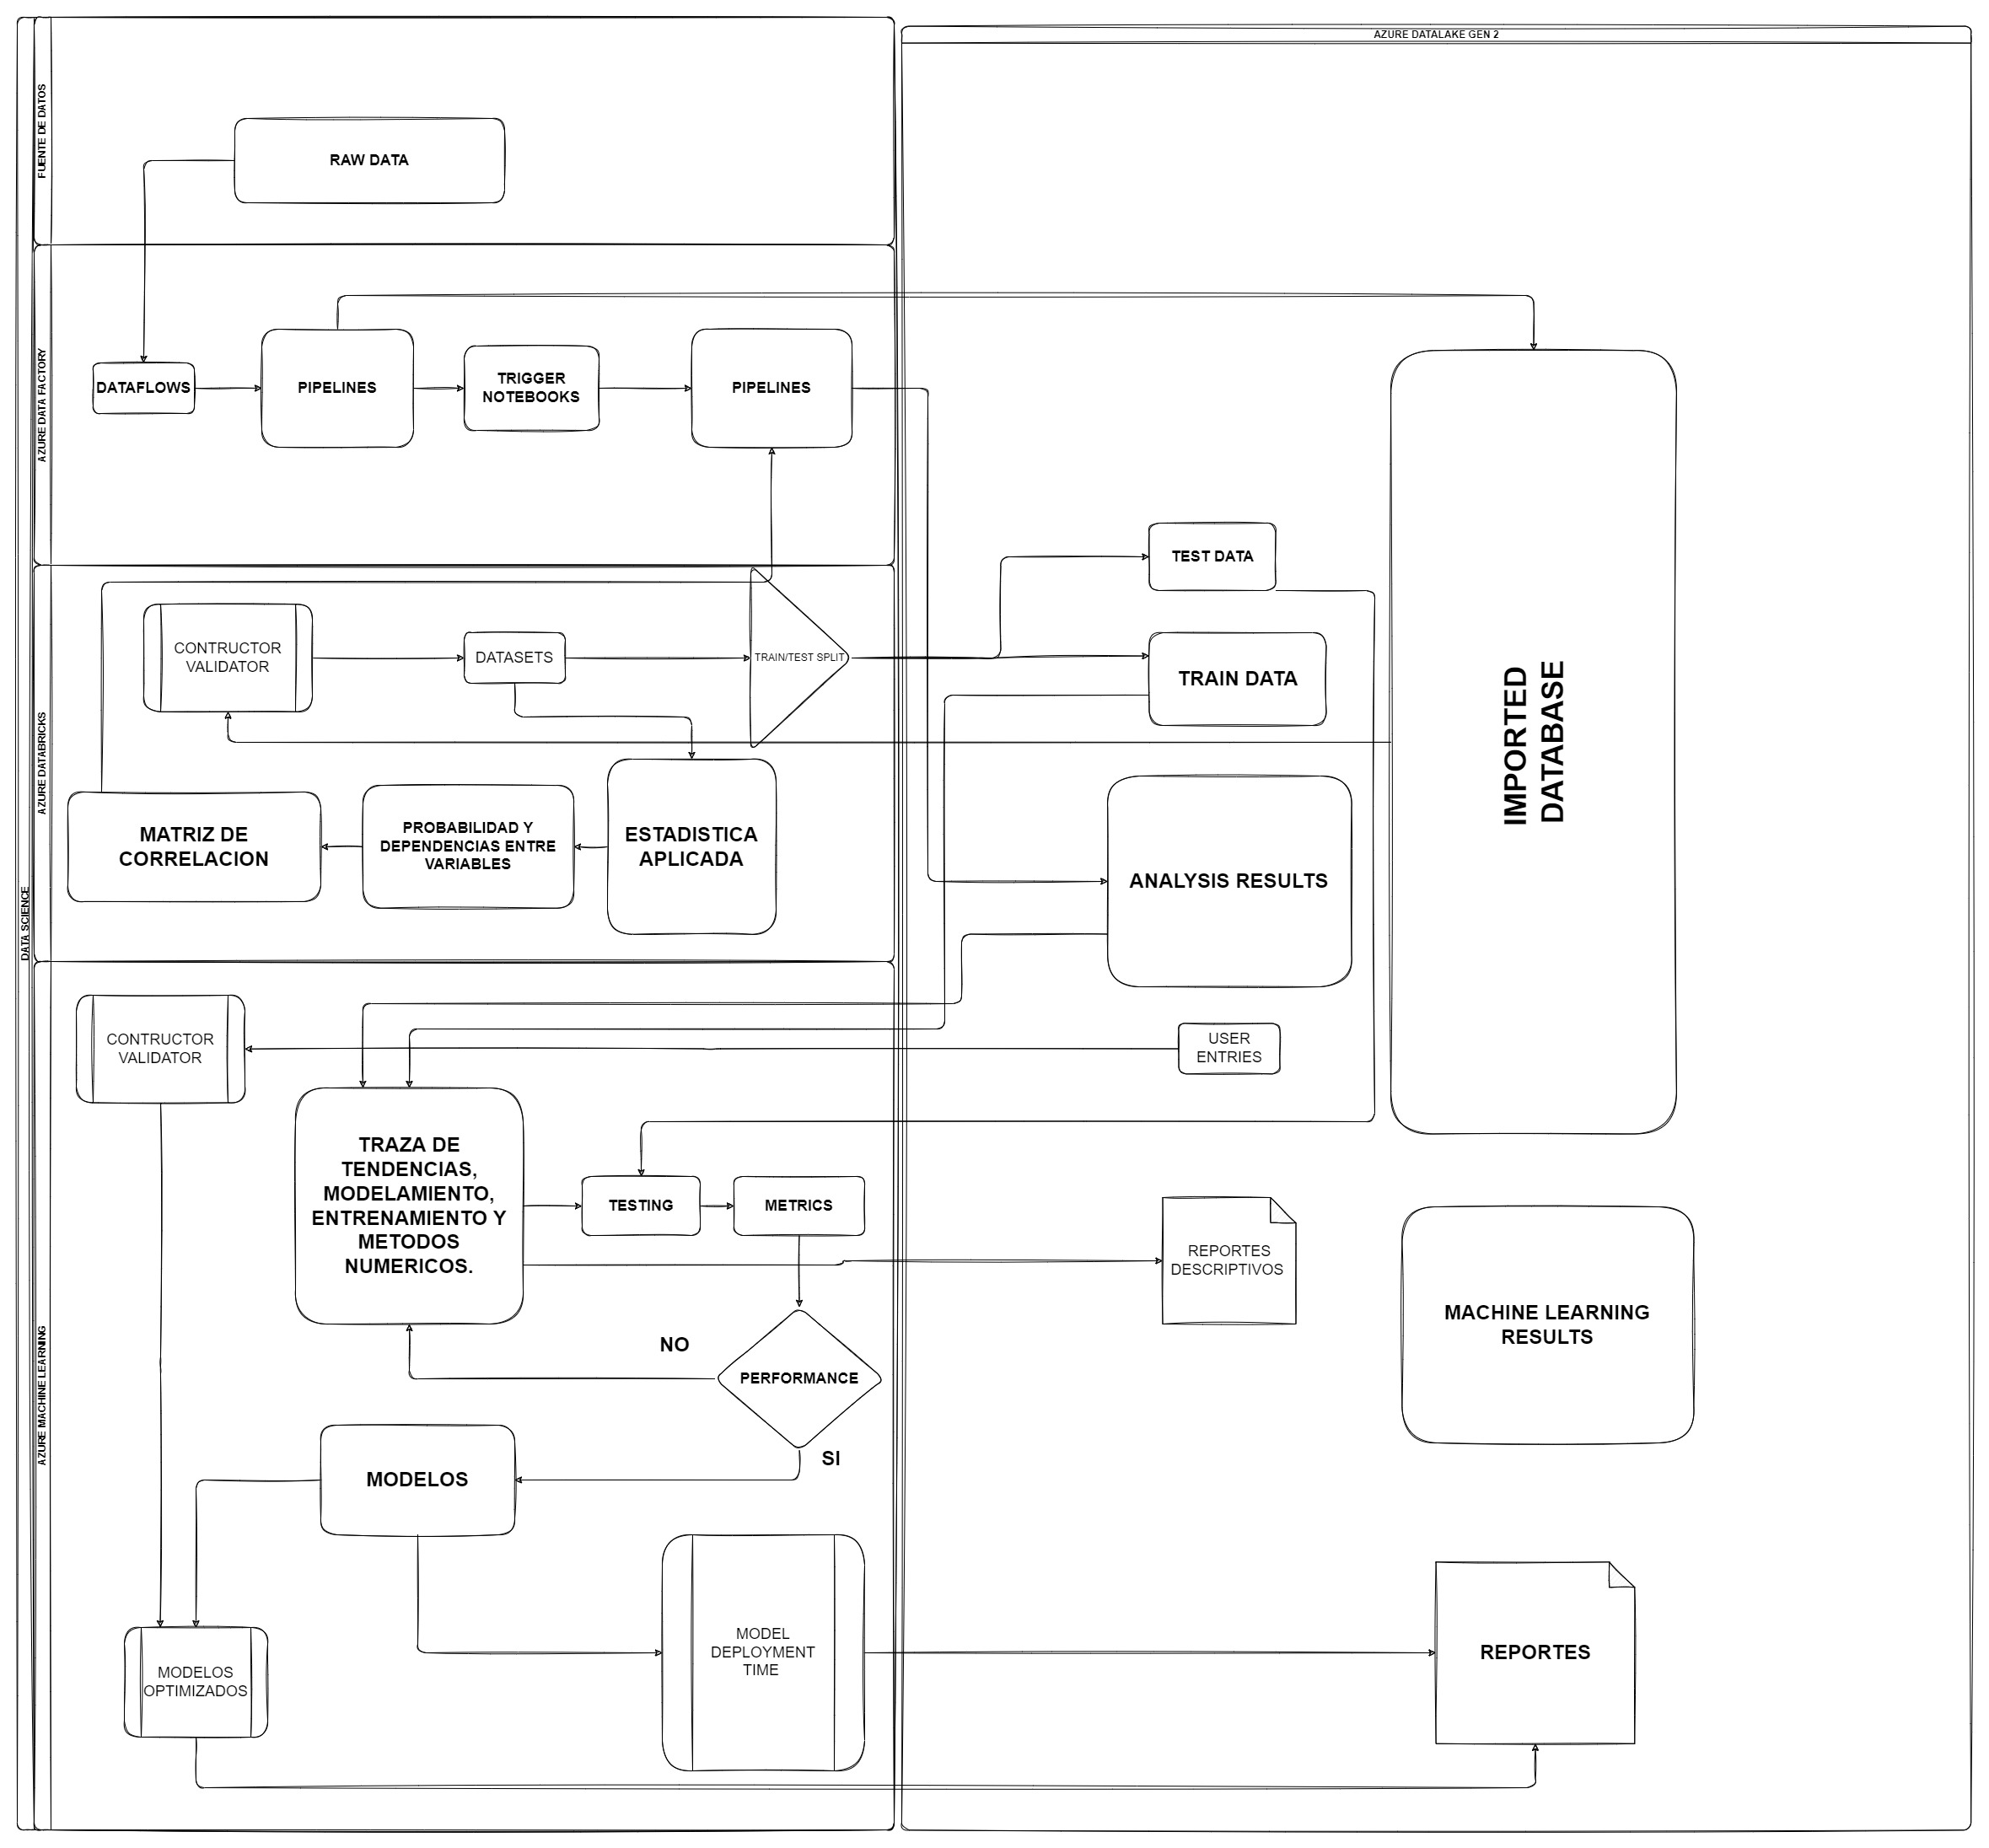 AZURE DATALAKE GEN 2
DATA SCIENCE
FUENTE DE DATOS
RAW DATA
AZURE DATA FACTORY
DATAFLOWS
PIPELINES
TRIGGER
NOTEBOOKS
PIPELINES
AZURE DATABRICKS
CONTRUCTOR
VALIDATOR
DATASETS
TRAIN/TEST SPLIT
MATRIZ DE
CORRELACION
PROBABILIDAD Y
DEPENDENCIAS ENTRE
VARIABLES
ESTADISTICA
APLICADA
TEST DATA
TRAIN DATA
ANALYSIS RESULTS
IMPORTED
DATABASE
AZURE MACHINE LEARNING
CONTRUCTOR
VALIDATOR
USER
ENTRIES
TRAZA DE
TENDENCIAS,
MODELAMIENTO,
ENTRENAMIENTO Y
METODOS
NUMERICOS.
TESTING
METRICS
REPORTES
DESCRIPTIVOS
MACHINE LEARNING
RESULTS
NO
PERFORMANCE
SI
MODELOS
MODEL
DEPLOYMENT
TIME
REPORTES
MODELOS
OPTIMIZADOS